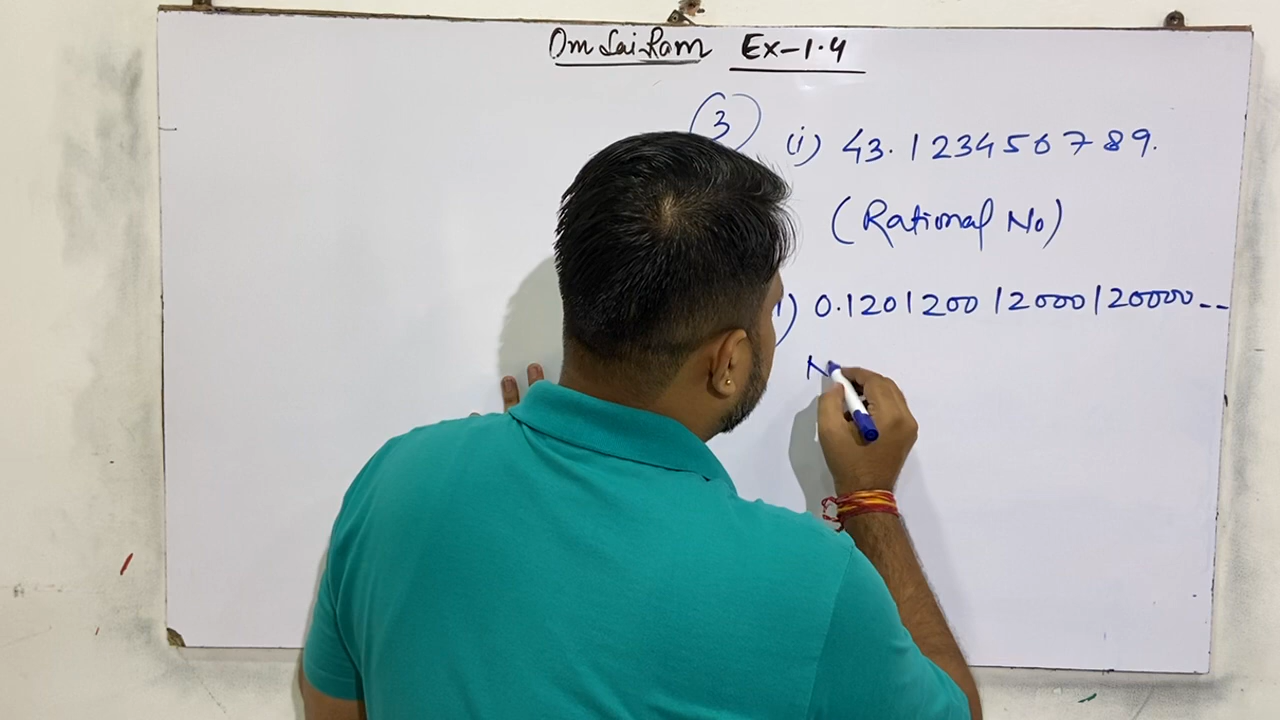 Om Sai Ram Ex-1.4
3 (i) 43.123456789.
(Rational No)
i) 0.120120012000120000--
N